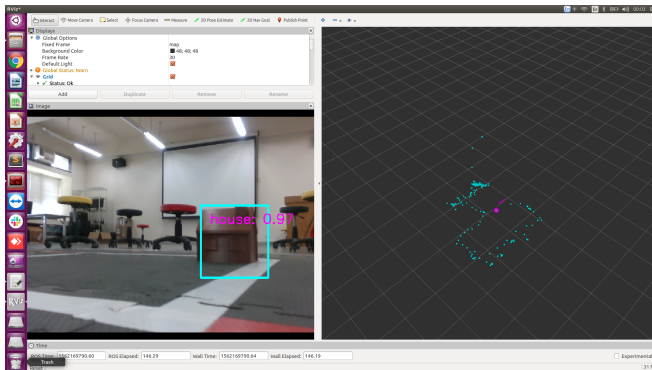 RViz*
Interact Move Camera Select Focus Camera Measure 2D Pose Estimate 2D Nav Goal Publish Point
Displays
Global Options
Fixed Frame map
Background Color 48; 48; 48
Frame Rate 30
Default Light
Global Status: Warn
Grid
Status: Ok
Add Duplicate Remove Rename
Image
house: 0.97
Time
ROS Time: 1562169790.60 ROS Elapsed: 146.29 Wall Time: 1562169790.64 Wall Elapsed: 146.19 Experimental
Trash